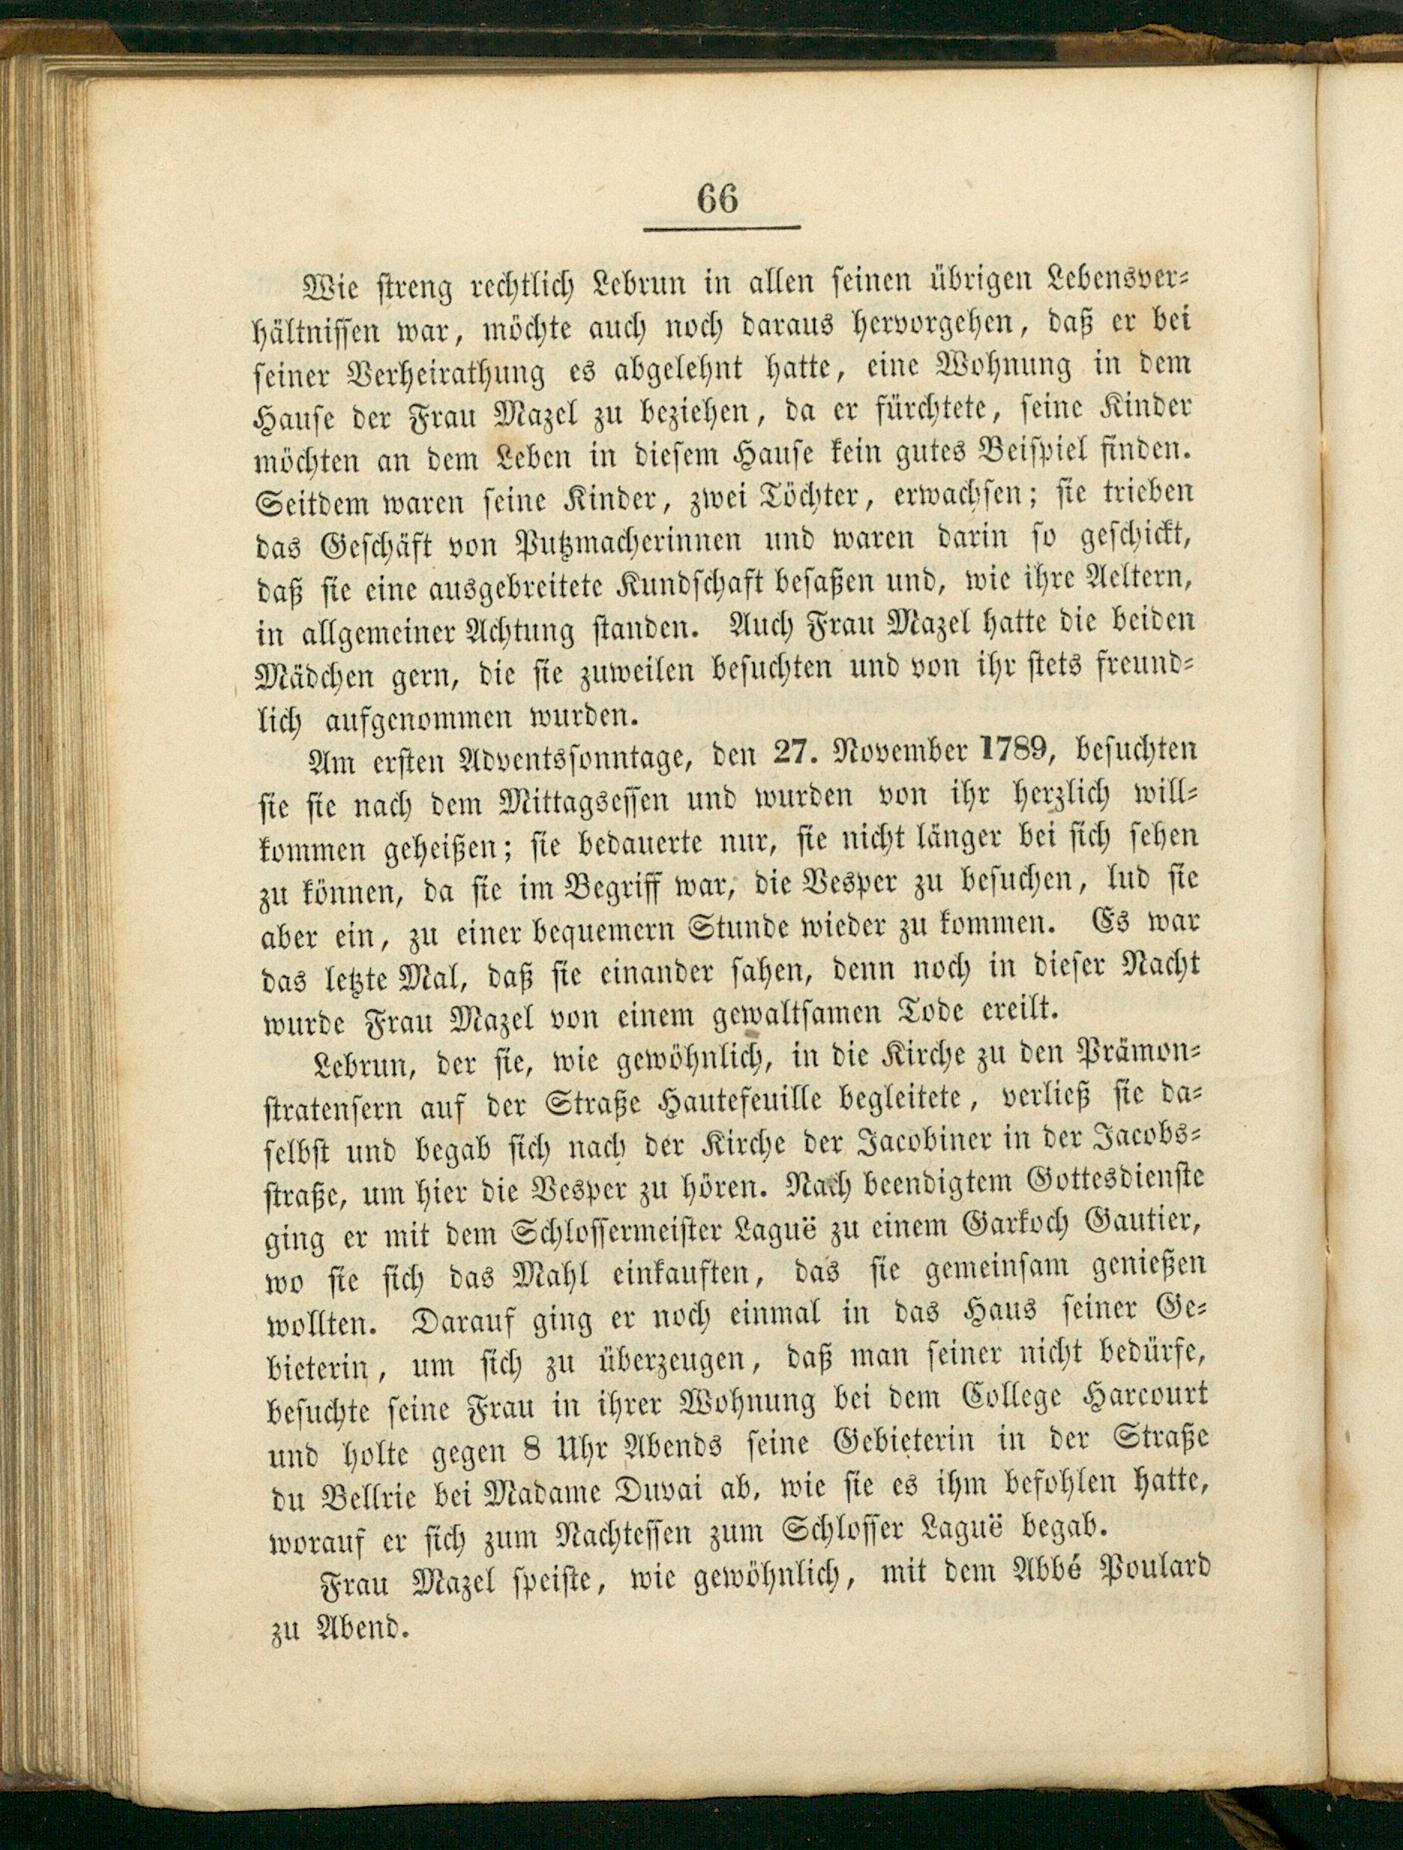 66
Wie streng rechtlich Lebrun in allen seinen übrigen Lebensver-
hältnissen war, möchte auch noch daraus hervorgehen, daß er bei
seiner Verheirathung es abgelehnt hatte, eine Wohnung in dem
Hause der Frau Mazel zu beziehen, da er fürchtete, seine Kinder
möchten an dem Leben in diesem Hause kein gutes Beispiel finden.
Seitdem waren seine Kinder, zwei Töchter, erwachsen; sie trieben
das Geschäft von Putzmacherinnen und waren darin so geschickt,
daß sie eine ausgebreitete Kundschaft besaßen und, wie ihre Aeltern,
in allgemeiner Achtung standen. Auch Frau Mazel hatte die beiden
Mädchen gern, die sie zuweilen besuchten und von ihr stets freund-
lich aufgenommen wurden.
Am ersten Adventssonntage, den 27. November 1789, besuchten
sie sie nach dem Mittagsessen und wurden von ihr herzlich will-
kommen geheißen; sie bedauerte nur, sie nicht länger bei sich sehen
zu können, da sie im Begriff war, die Vesper zu besuchen, lud sie
aber ein, zu einer bequemern Stunde wieder zu kommen. Es war
das letzte Mal, daß sie einander sahen, denn noch in dieser Nacht
wurde Frau Mazel von einem gewaltsamen Tode ereilt.
Lebrun, der sie, wie gewöhnlich, in die Kirche zu den Prämon-
stratensern auf der Straße Hautefeuille begleitete, verließ sie da-
selbst und begab sich nach der Kirche der Jacobiner in der Jacobs-
straße, um hier die Vesper zu hören. Nach beendigtem Gottesdienste
ging er mit dem Schlossermeister Laguë zu einem Garkoch Gautier,
wo sie sich das Mahl einkauften, das sie gemeinsam genießen
wollten. Darauf ging er noch einmal in das Haus seiner Ge-
bieterin, um sich zu überzeugen, daß man seiner nicht bedürfe,
besuchte seine Frau in ihrer Wohnung bei dem College Harcourt
und holte gegen 8 Uhr Abends seine Gebieterin in der Straße
du Bellrie bei Madame Duvai ab, wie sie es ihm befohlen hatte,
worauf er sich zum Nachtessen zum Schlosser Laguë begab.
Frau Mazel speiste, wie gewöhnlich, mit dem Abbé Poulard
zu Abend.